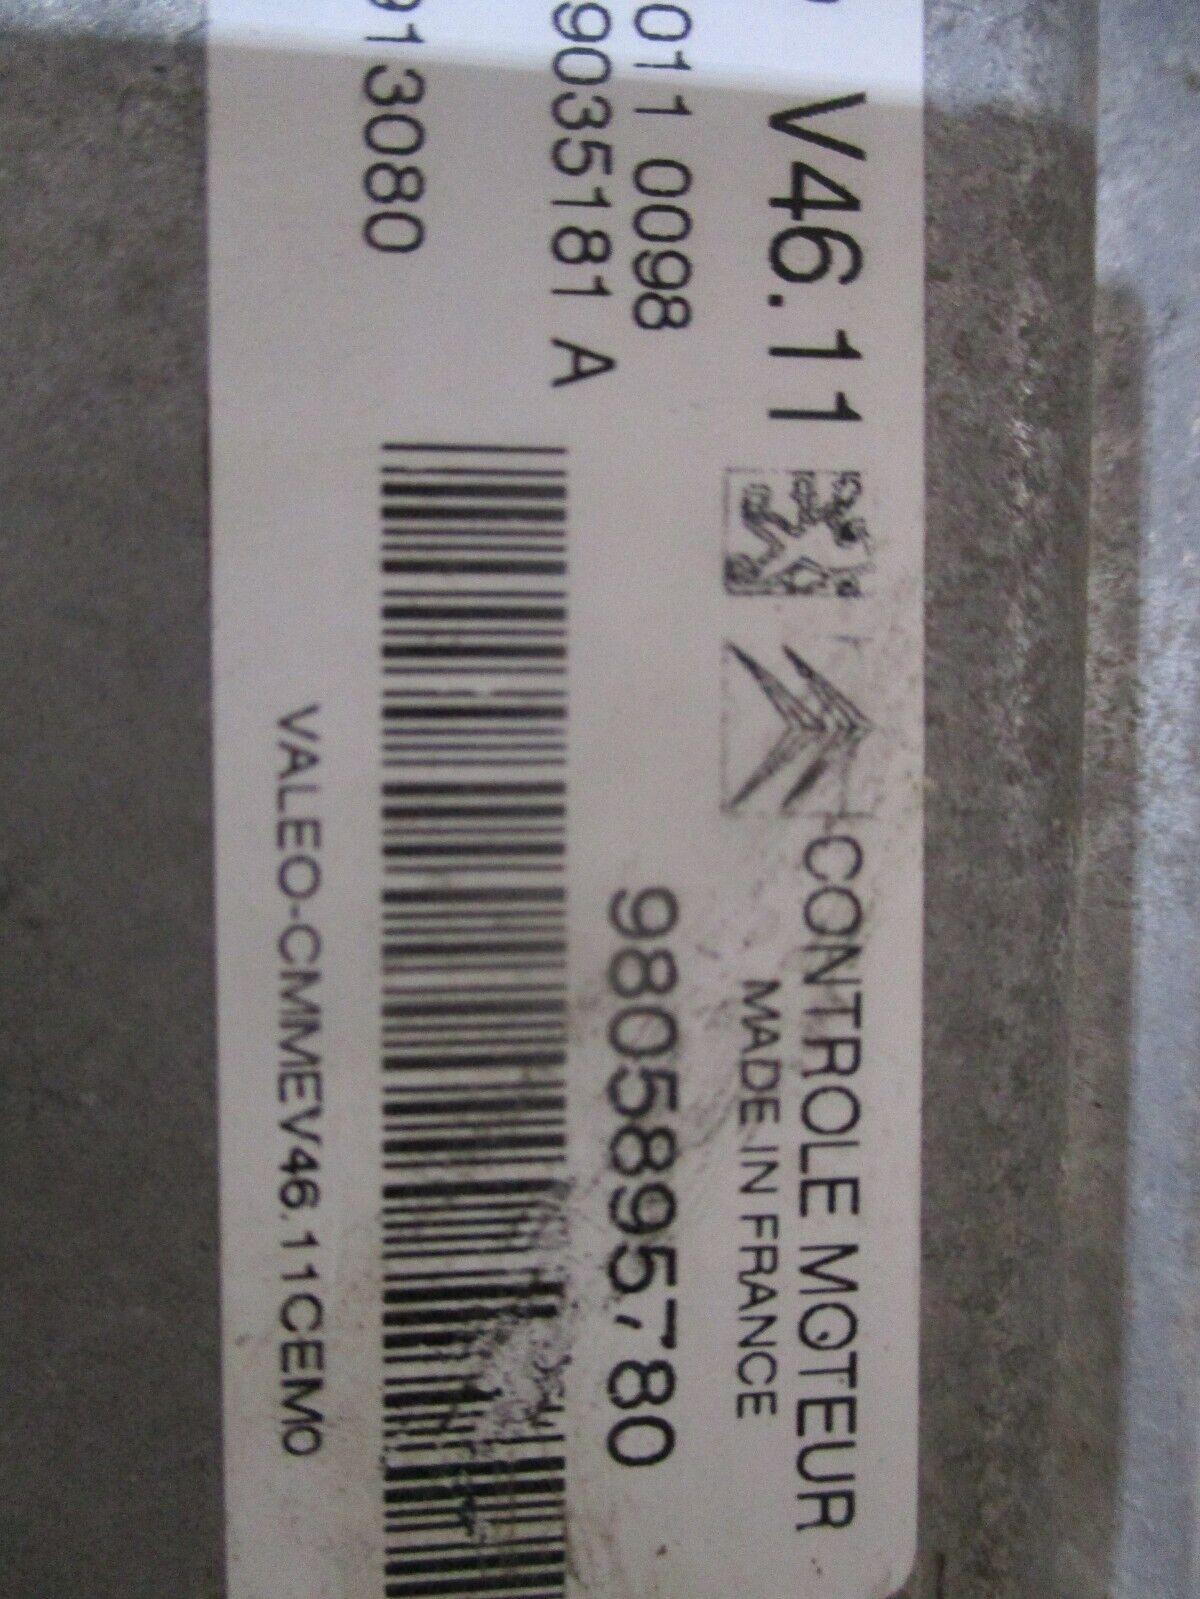 V46.11 CONTROLE MOTEUR
MADE IN FRANCE
011 0098
9805895780
9035181 A
913080
VALEO-CMMEV46.11CEM0